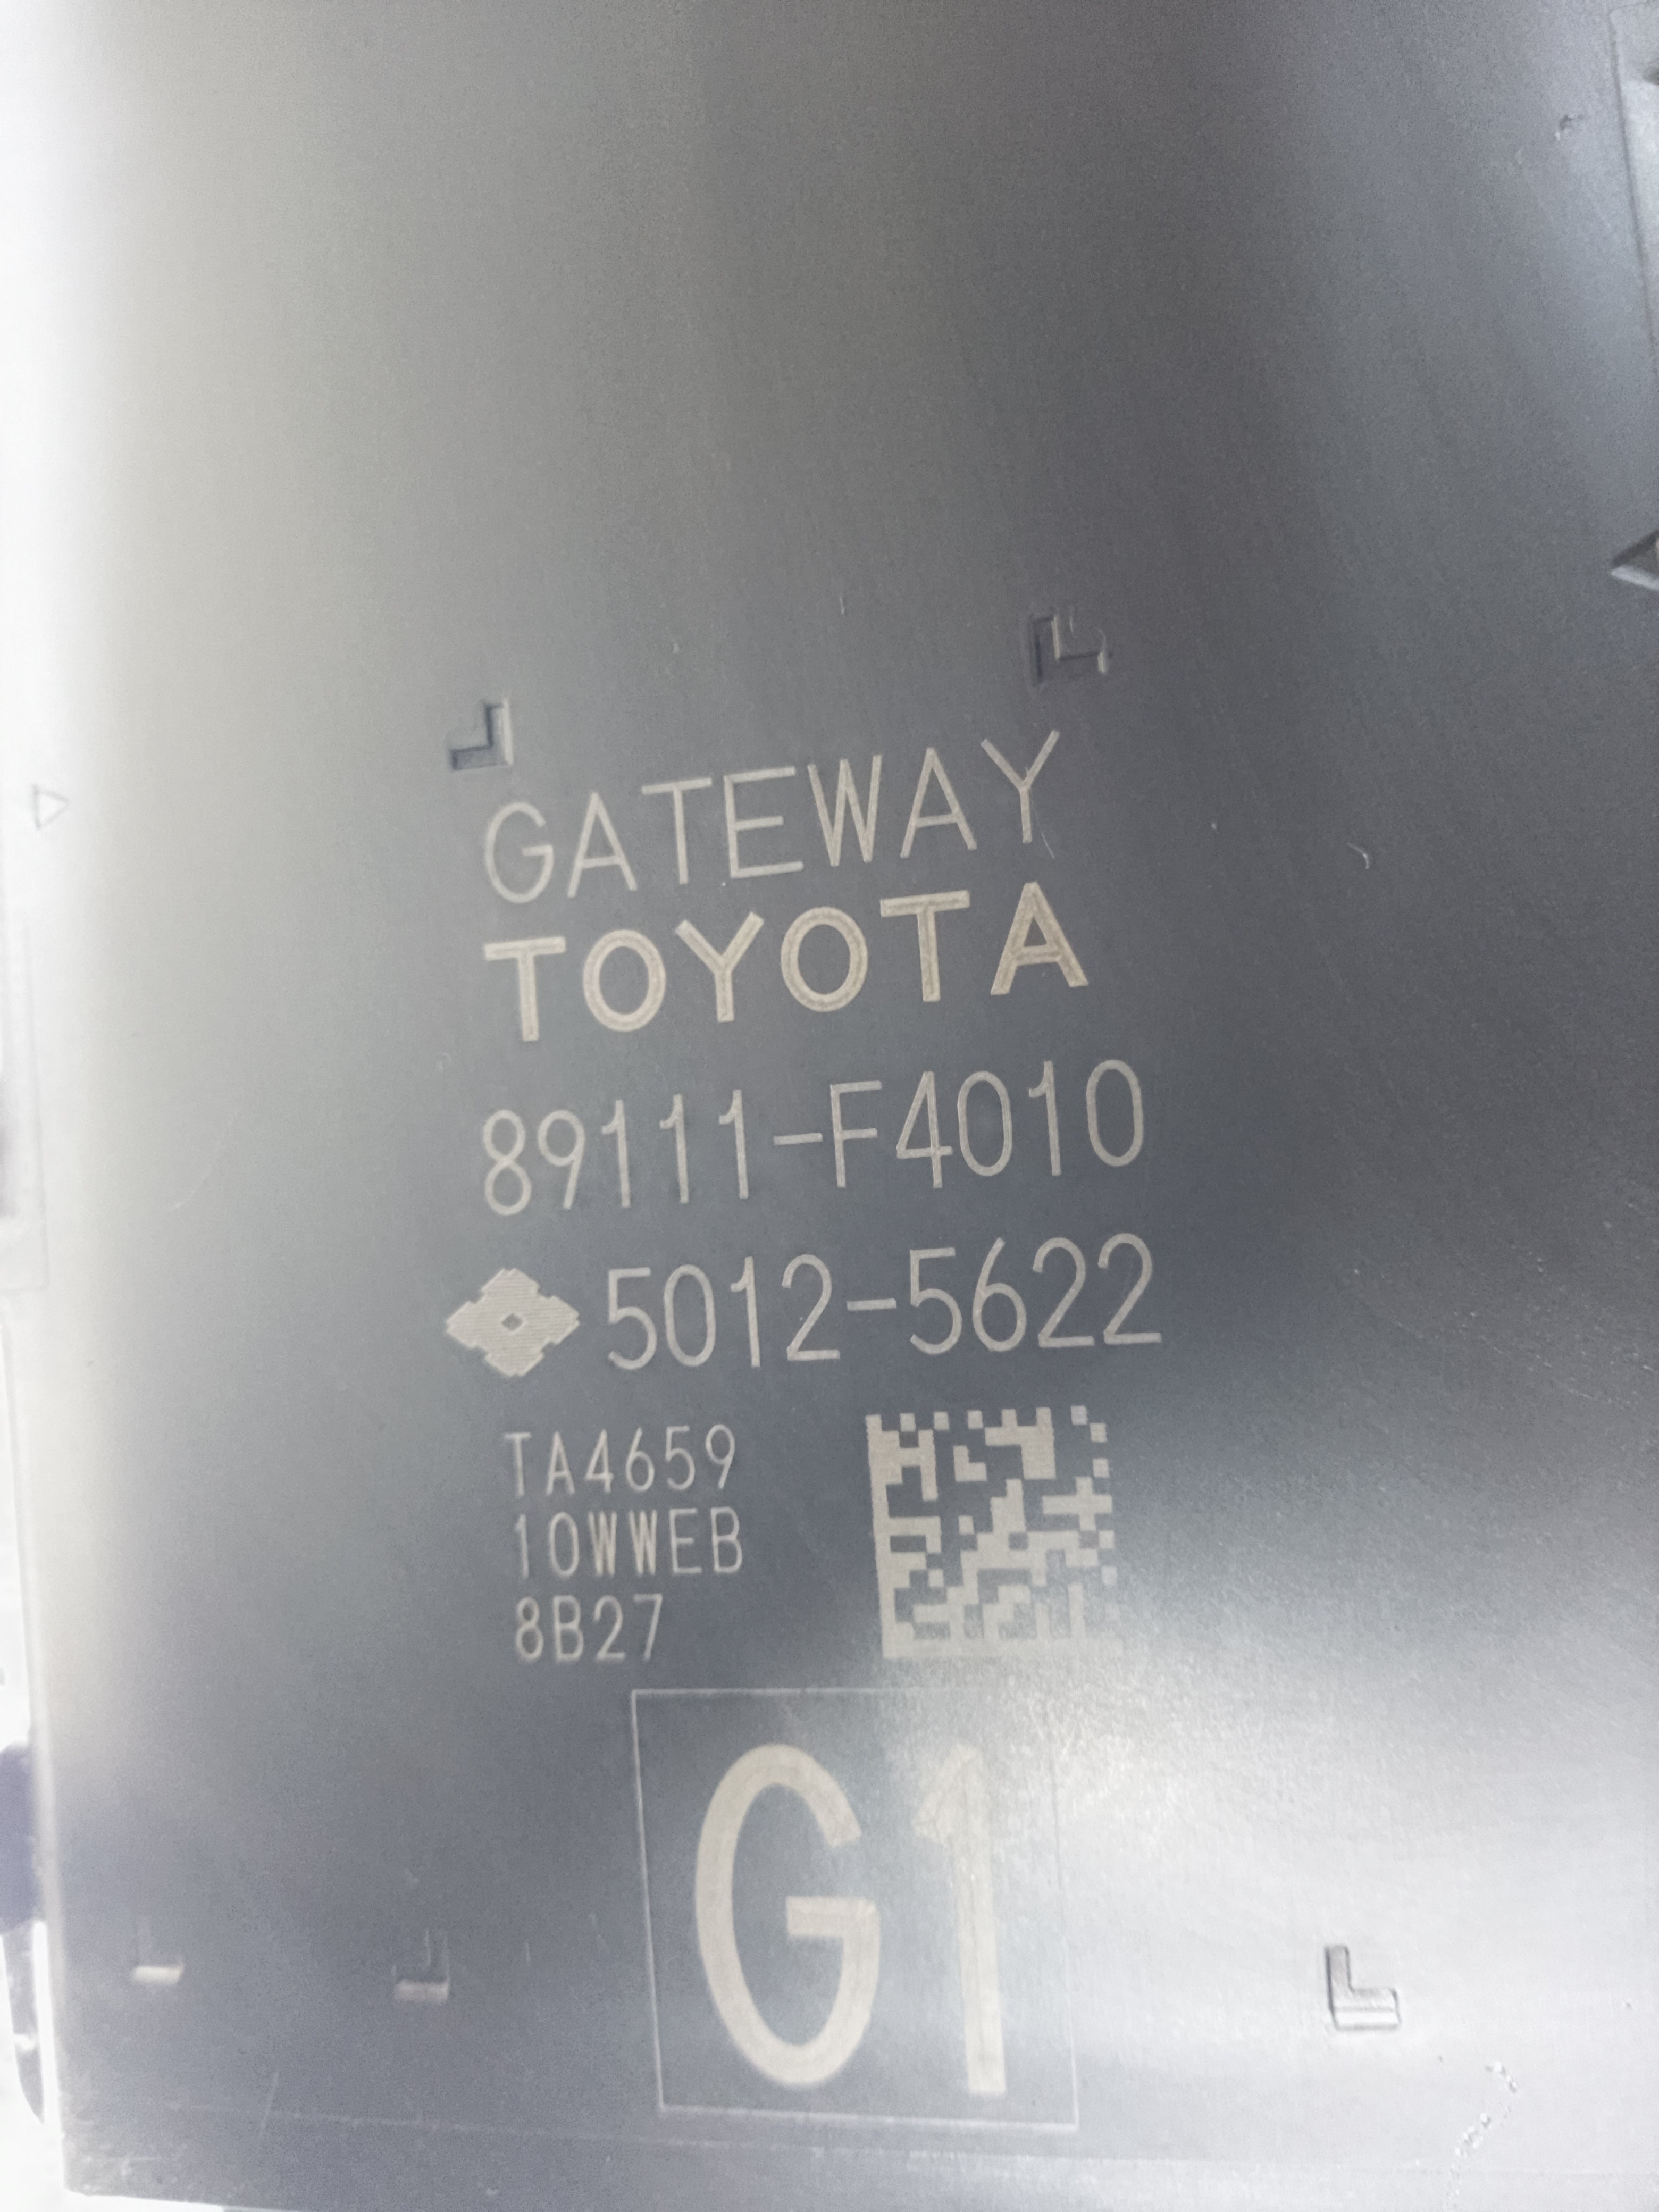 GATEWAY
TOYOTA
89111-F4010
5012-5622
TA4659
10WWEB
8B27
G1